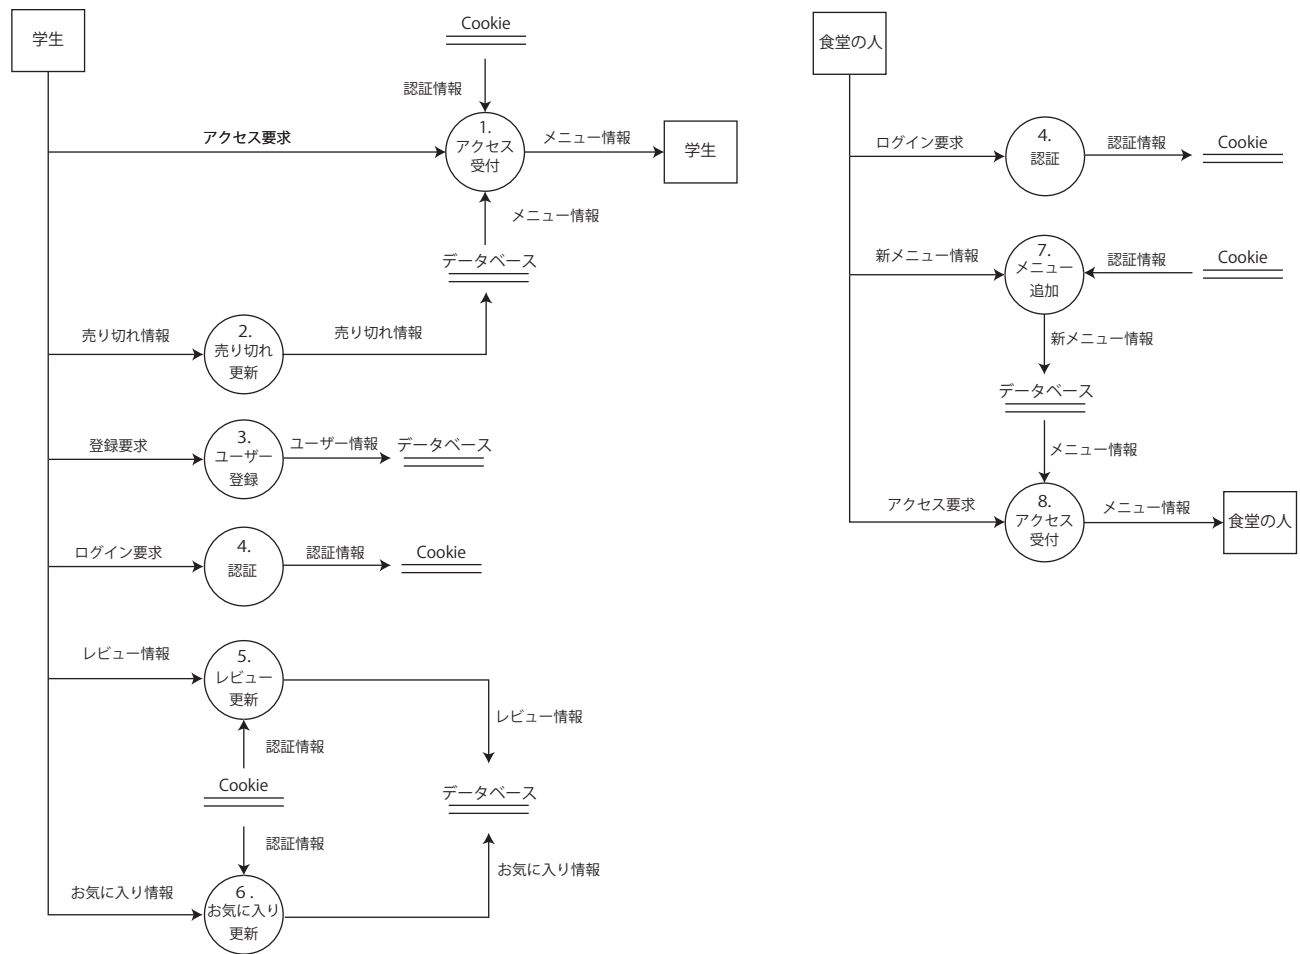 学生
Cookie
認証情報
アクセス要求
1.
アクセス
受付
メニュー情報
学生
メニュー情報
データベース
売り切れ情報
2.
売り切れ
更新
売り切れ情報
登録要求
3.
ユーザー
登録
ユーザー情報
データベース
ログイン要求
4.
認証
認証情報
Cookie
レビュー情報
5.
レビュー
更新
レビュー情報
認証情報
Cookie
データベース
認証情報
お気に入り情報
6 .
お気に入り
更新
お気に入り情報
食堂の人
ログイン要求
4.
認証
認証情報
Cookie
新メニュー情報
7.
メニュー
追加
認証情報
Cookie
新メニュー情報
データベース
メニュー情報
アクセス要求
8.
アクセス
受付
メニュー情報
食堂の人